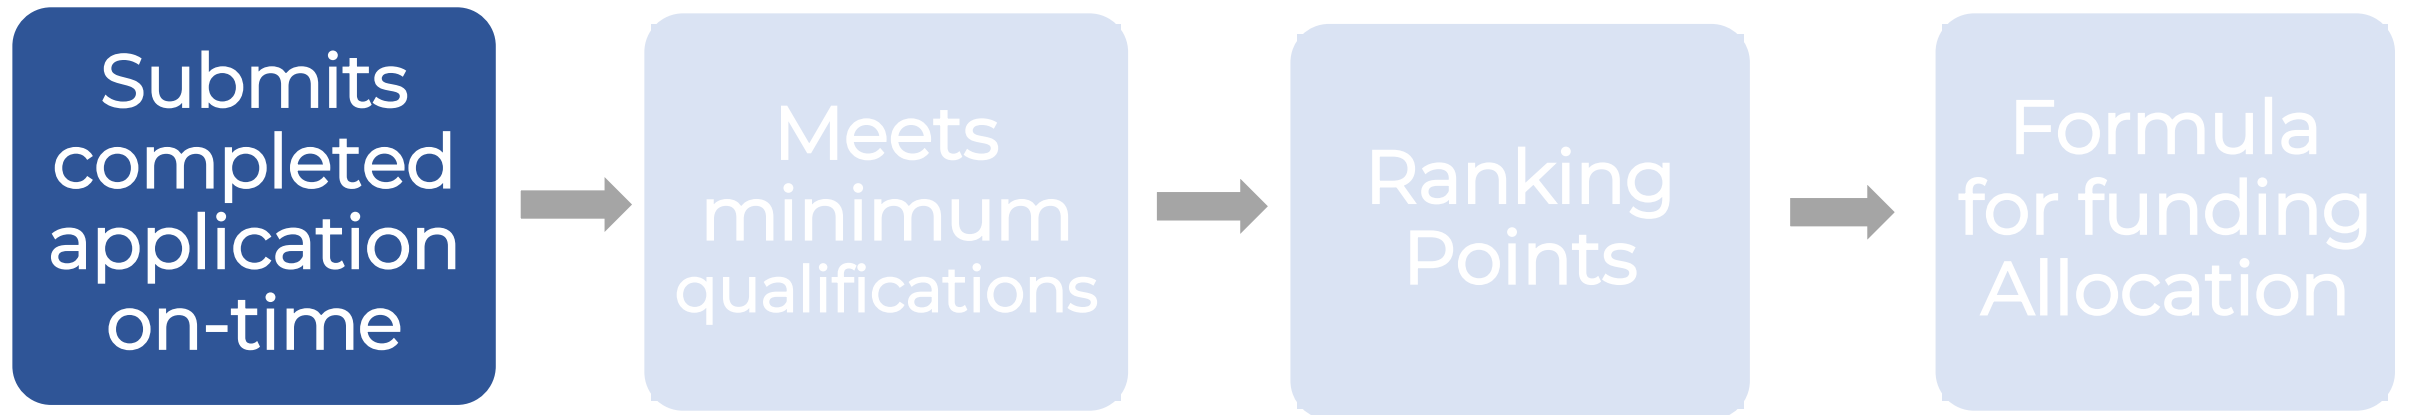 Submits
completed
application
on-time
Meets
minimum
qualifications
Ranking
Points
Formula
for funding
Allocation